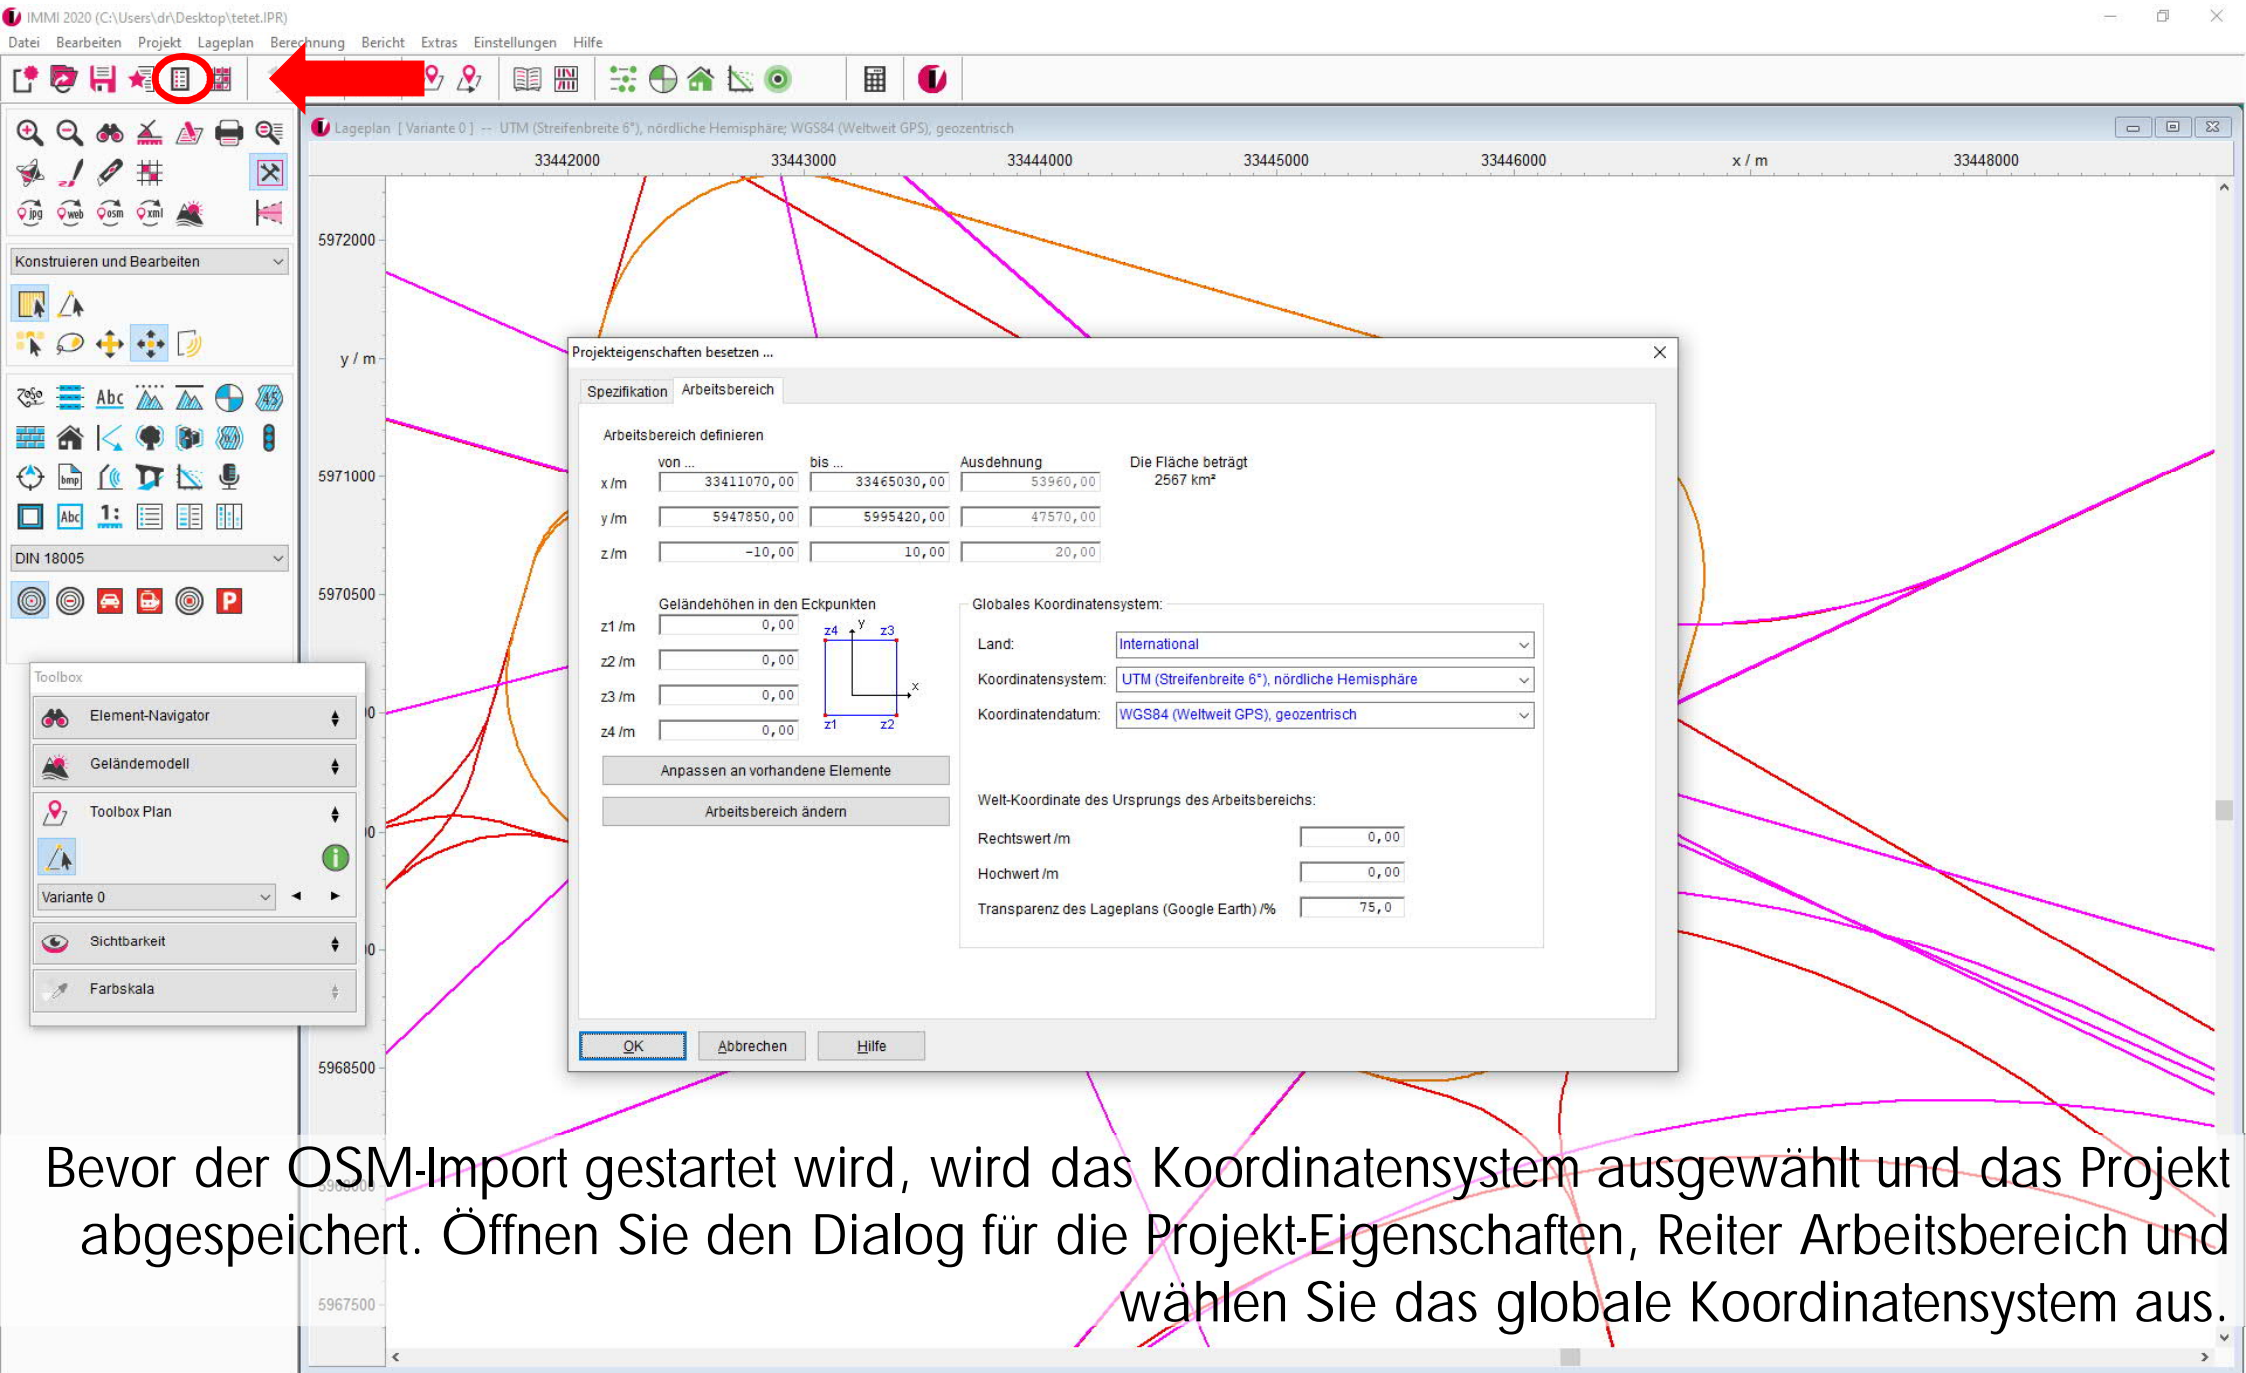 IMMI 2020 (C:\Users\dr\Desktop\tetet.IPR)
Datei Bearbeiten Projekt Lageplan Berechnung Bericht Extras Einstellungen Hilfe
Lageplan [ Variante 0 ] -- UTM (Streifenbreite 6°), nördliche Hemisphäre; WGS84 (Weltweit GPS), geozentrisch
33442000 33443000 33444000 33445000 33446000 x / m 33448000
jpg web osm xml
5972000
Konstruieren und Bearbeiten
y / m
Abc
45
5971000
bmp
Abc 1:
DIN 18005
5970500
P
Toolbox
Element-Navigator
Geländemodell
Toolbox Plan
Variante 0
Sichtbarkeit
Farbskala
5968500
5967500
Projekteigenschaften besetzen ...
Spezifikation Arbeitsbereich
Arbeitsbereich definieren
von ... bis ... Ausdehnung Die Fläche beträgt
x /m 33411070,00 33465030,00 53960,00 2567 km²
y /m 5947850,00 5995420,00 47570,00
z /m -10,00 10,00 20,00
Geländehöhen in den Eckpunkten
z1 /m 0,00
z2 /m 0,00
z3 /m 0,00
z4 /m 0,00
z4 y z3
x
z1 z2
Anpassen an vorhandene Elemente
Arbeitsbereich ändern
Globales Koordinatensystem:
Land: International
Koordinatensystem: UTM (Streifenbreite 6°), nördliche Hemisphäre
Koordinatendatum: WGS84 (Weltweit GPS), geozentrisch
Welt-Koordinate des Ursprungs des Arbeitsbereichs:
Rechtswert /m 0,00
Hochwert /m 0,00
Transparenz des Lageplans (Google Earth) /% 75,0
OK Abbrechen Hilfe
Bevor der OSM-Import gestartet wird, wird das Koordinatensystem ausgewählt und das Projekt
abgespeichert. Öffnen Sie den Dialog für die Projekt-Eigenschaften, Reiter Arbeitsbereich und
wählen Sie das globale Koordinatensystem aus.